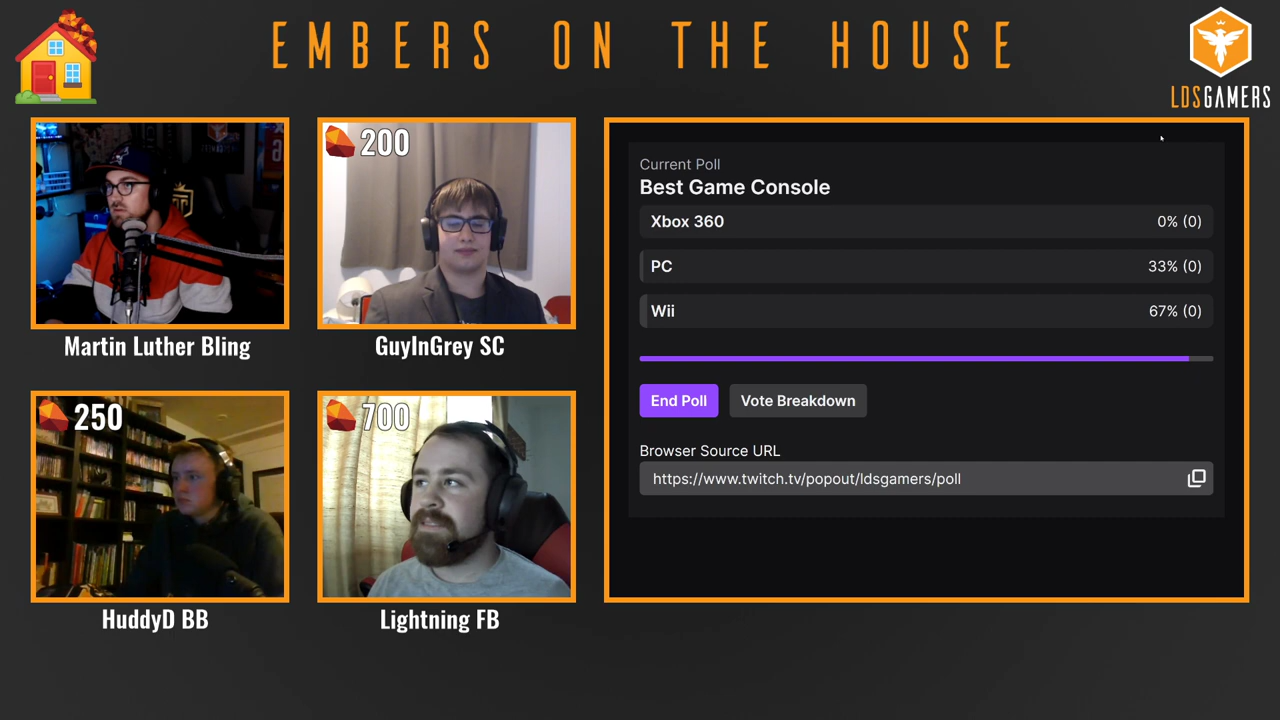 EMBERS ON THE HOUSE
LDSGAMERS
200
Martin Luther Bling
GuyInGrey SC
250
700
HuddyD BB
Lightning FB
Current Poll
Best Game Console
Xbox 360 0% (0)
PC 33% (0)
Wii 67% (0)
End Poll Vote Breakdown
Browser Source URL
https://www.twitch.tv/popout/ldsgamers/poll